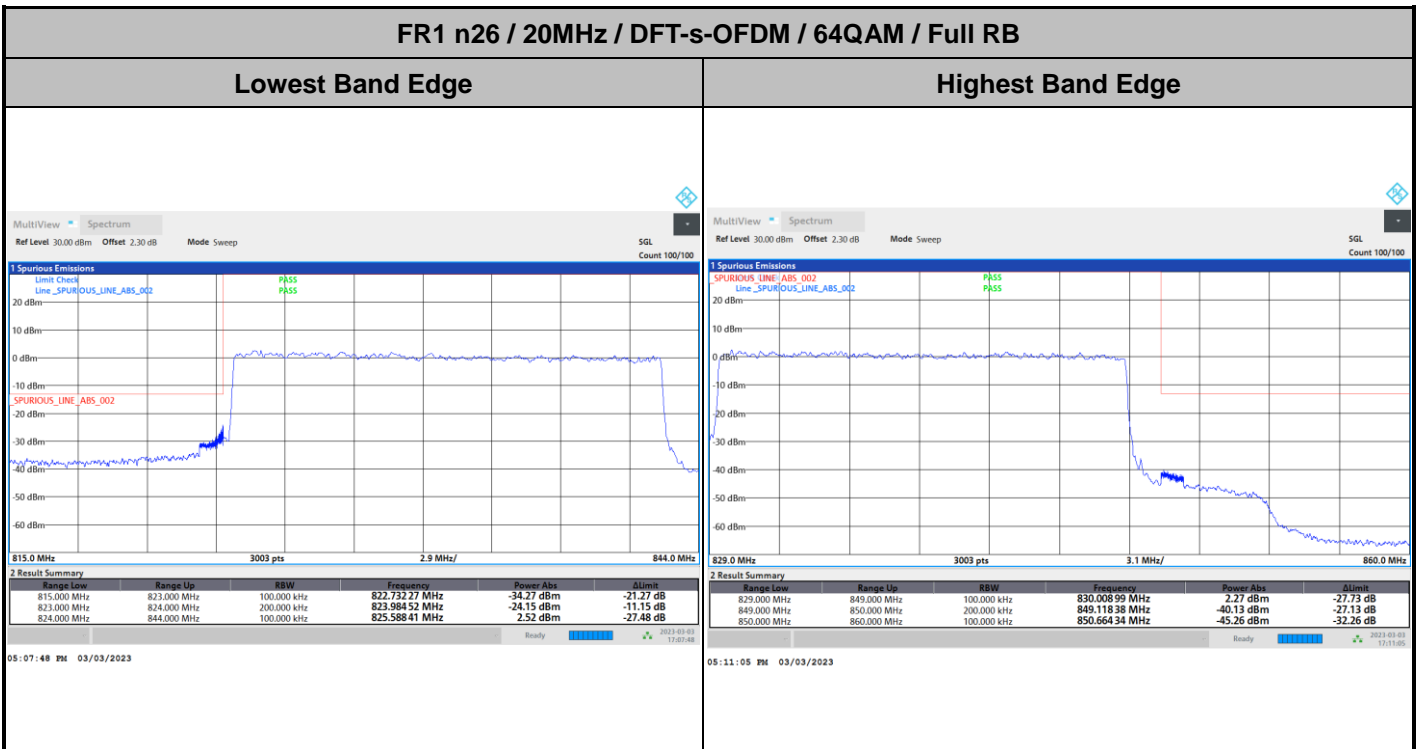 FR1 n26 / 20MHz / DFT-s-OFDM / 64QAM / Full RB
Lowest Band Edge
MultiView Spectrum
Ref Level 30.00 dBm Offset 2.30 dB Mode Sweep SGL
Count 100/100
1 Spurious Emissions
Limit Check PASS
Line _SPURIOUS_LINE_ABS_002 PASS
20 dBm
10 dBm
0 dBm
-10 dBm
_SPURIOUS_LINE_ABS_002
-20 dBm
-30 dBm
-40 dBm
-50 dBm
-60 dBm
815.0 MHz 3003 pts 2.9 MHz/ 844.0 MHz
2 Result Summary
Range Low Range Up RBW Frequency Power Abs ΔLimit
815.000 MHz 823.000 MHz 100.000 kHz 822.732 27 MHz -34.27 dBm -21.27 dB
823.000 MHz 824.000 MHz 200.000 kHz 823.984 52 MHz -24.15 dBm -11.15 dB
824.000 MHz 844.000 MHz 100.000 kHz 825.588 41 MHz 2.52 dBm -27.48 dB
Ready 2023-03-03
17:07:48
05:07:48 PM 03/03/2023
Highest Band Edge
MultiView Spectrum
Ref Level 30.00 dBm Offset 2.30 dB Mode Sweep SGL
Count 100/100
1 Spurious Emissions
_SPURIOUS_LINE_ABS_002 PASS
Line _SPURIOUS_LINE_ABS_002 PASS
20 dBm
10 dBm
0 dBm
-10 dBm
-20 dBm
-30 dBm
-40 dBm
-50 dBm
-60 dBm
829.0 MHz 3003 pts 3.1 MHz/ 860.0 MHz
2 Result Summary
Range Low Range Up RBW Frequency Power Abs ΔLimit
829.000 MHz 849.000 MHz 100.000 kHz 830.008 99 MHz 2.27 dBm -27.73 dB
849.000 MHz 850.000 MHz 200.000 kHz 849.118 38 MHz -40.13 dBm -27.13 dB
850.000 MHz 860.000 MHz 100.000 kHz 850.664 34 MHz -45.26 dBm -32.26 dB
Ready 2023-03-03
17:11:05
05:11:05 PM 03/03/2023